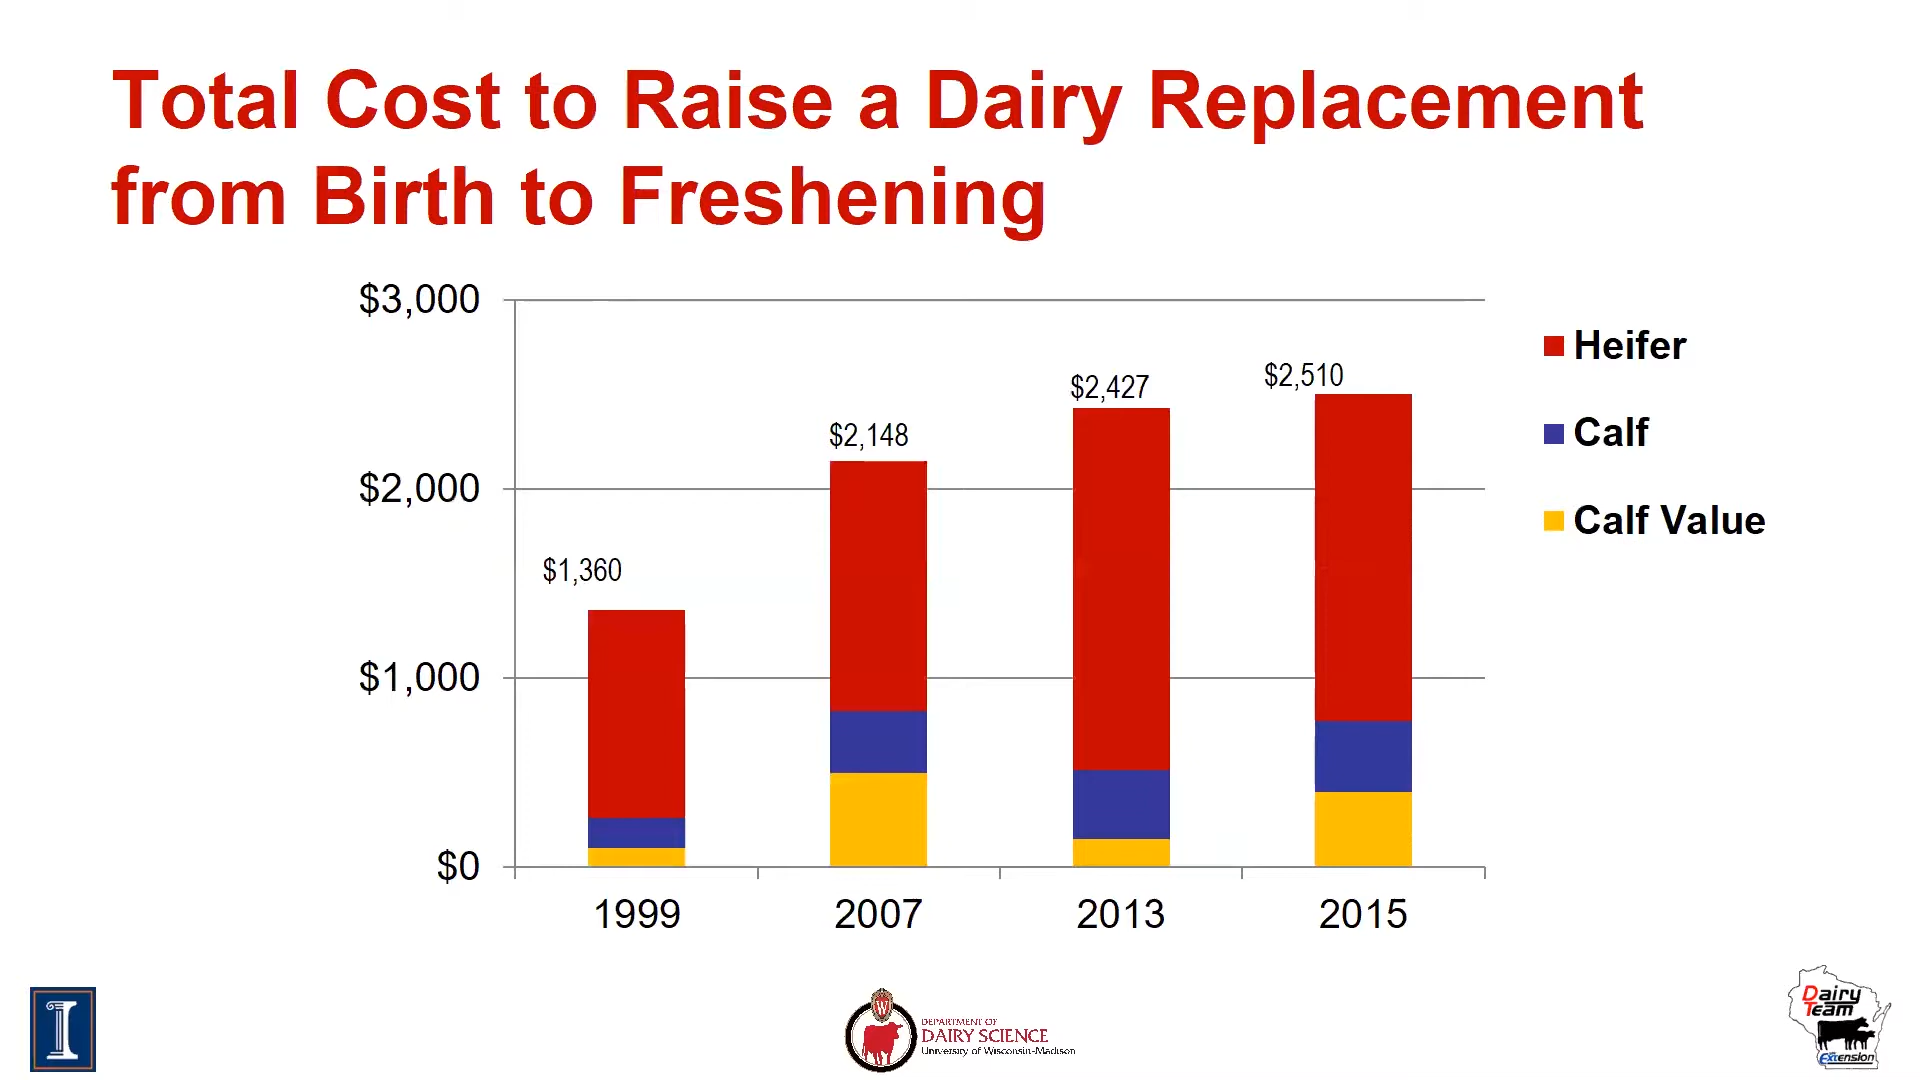 Total Cost to Raise a Dairy Replacement
from Birth to Freshening
$3,000
$2,000
$1,000
$0
$1,360
$2,148
$2,427
$2,510
1999
2007
2013
2015
Heifer
Calf
Calf Value
I
W
DEPARTMENT OF
DAIRY SCIENCE
University of Wisconsin-Madison
Dairy
Team
UW
Extension